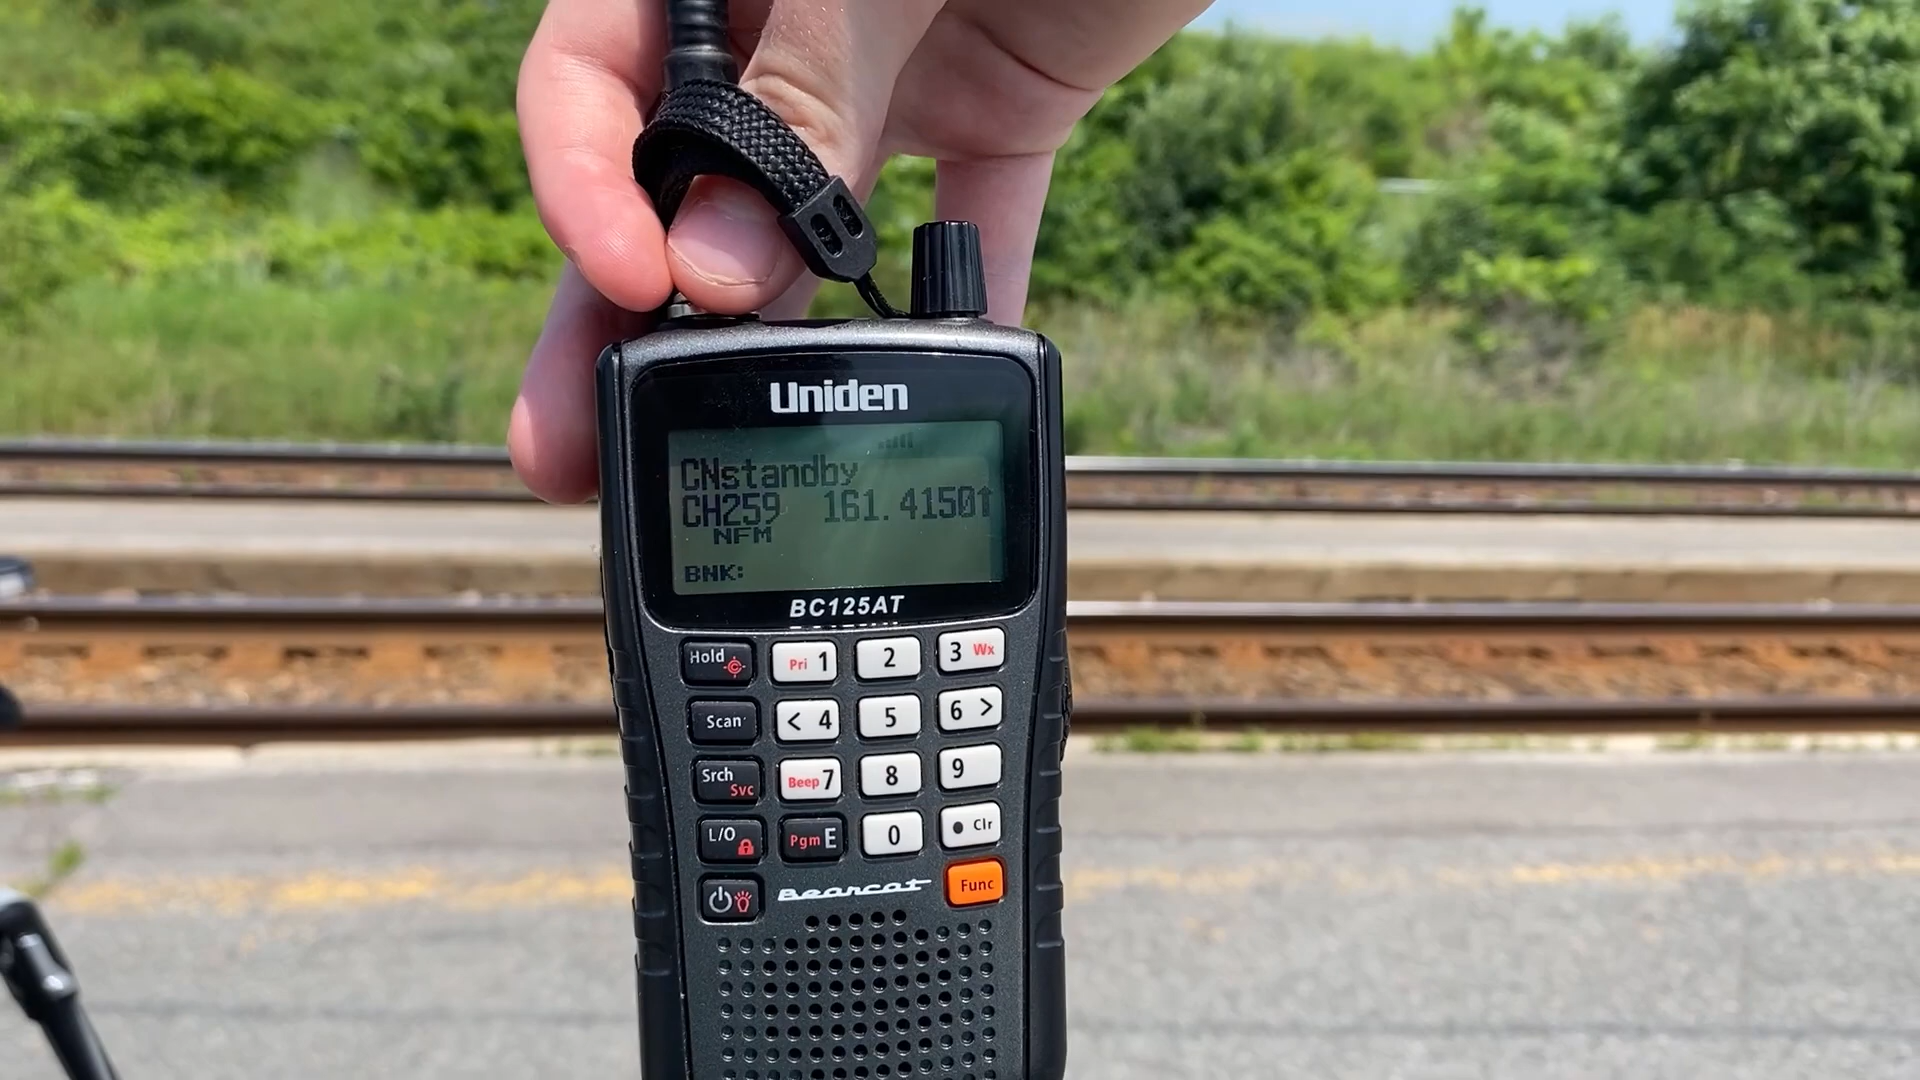 Uniden
CNstandby
CH259 161.4150↑
NFM
BNK:
BC125AT
Hold Pri 1 2 3 Wx
Scan < 4 5 6 >
Srch Svc Beep 7 8 9
L/O Pgm E 0 • Clr
Bearcat Func